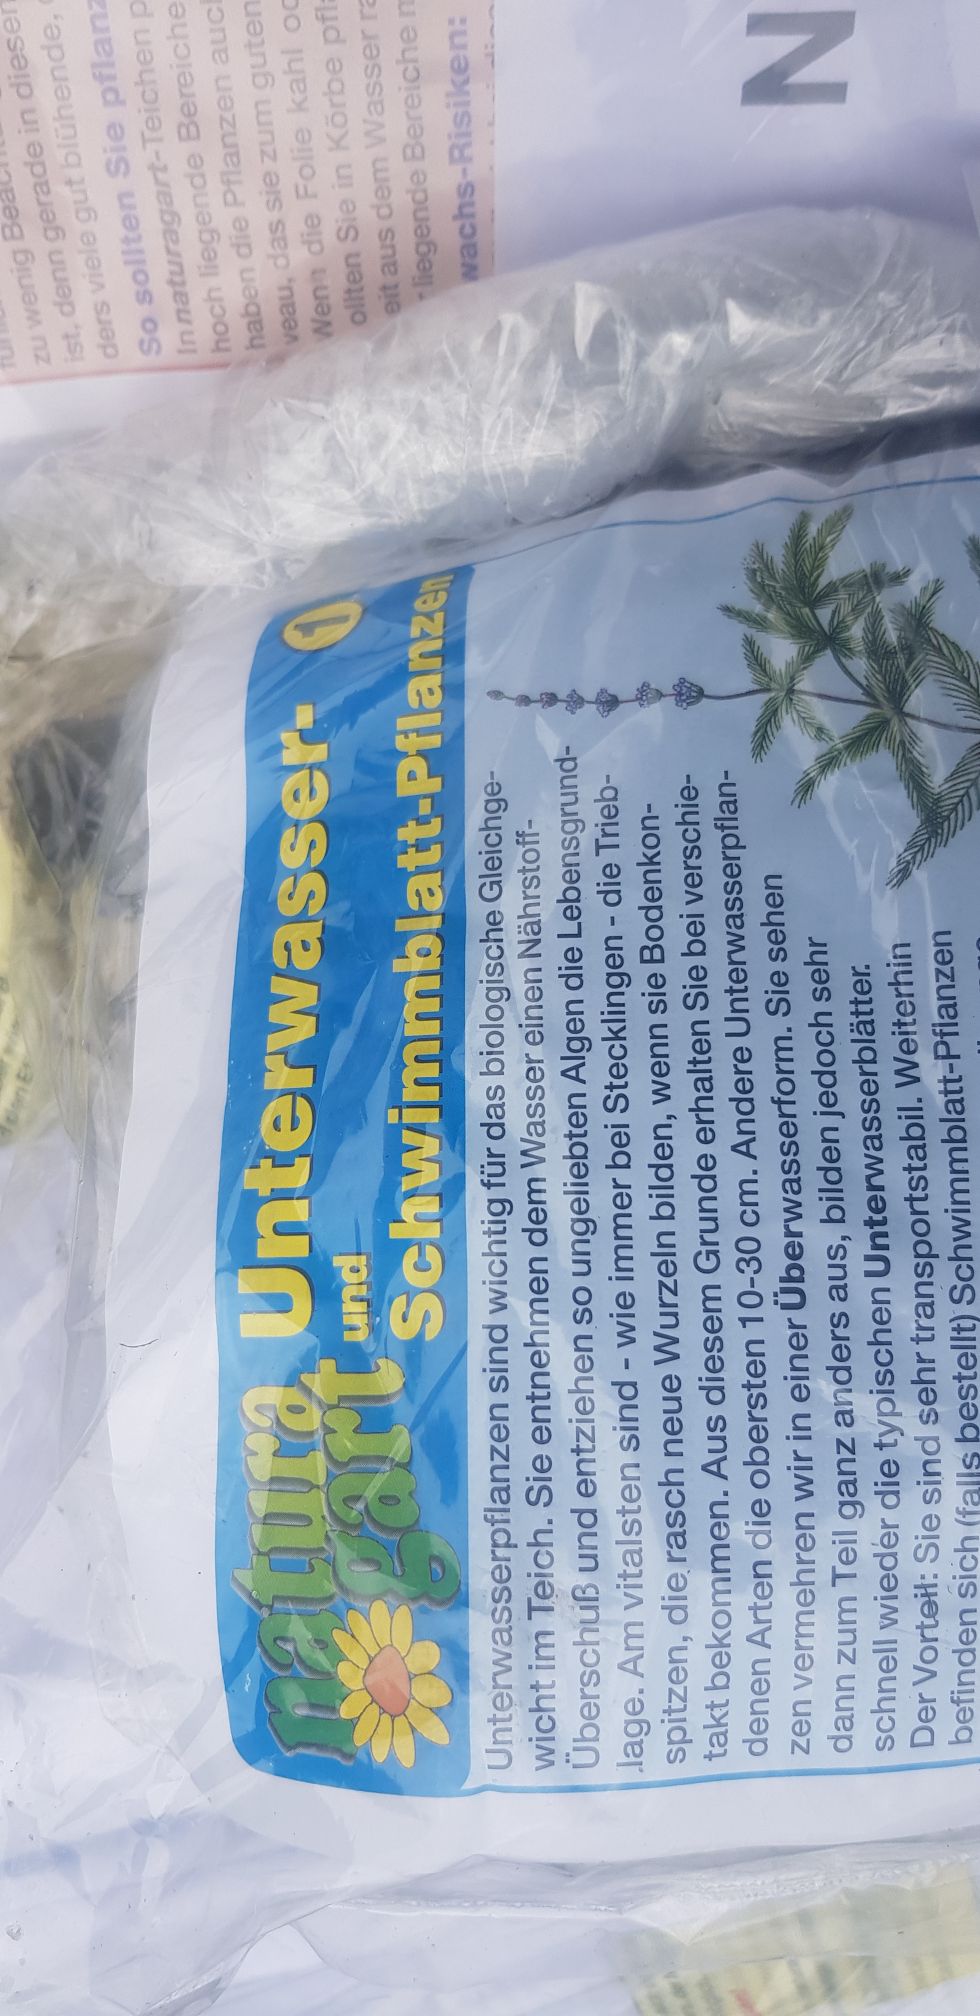 natura
gart
Unterwasser- 1
und
Schwimmblatt-Pflanzen
Unterwasserpflanzen sind wichtig für das biologische Gleichge-
wicht im Teich. Sie entnehmen dem Wasser einen Nährstoff-
Überschuß und entziehen so ungeliebten Algen die Lebensgrund-
lage. Am vitalsten sind - wie immer bei Stecklingen - die Trieb-
spitzen, die rasch neue Wurzeln bilden, wenn sie Bodenkon-
takt bekommen. Aus diesem Grunde erhalten Sie bei verschie-
denen Arten die obersten 10-30 cm. Andere Unterwasserpflan-
zen vermehren wir in einer Überwasserform. Sie sehen
dann zum Teil ganz anders aus, bilden jedoch sehr
schnell wieder die typischen Unterwasserblätter.
Der Vorteil: Sie sind sehr transportstabil. Weiterhin
befinden sich (falls bestellt) Schwimmblatt-Pflanzen
zu wenig
gerade in diesen
ist, denn gerade
ders viele gut blühende,
So sollten Sie pflanz
In naturagart-Teichen p
hoch liegende Bereiche
haben die Pflanzen auch
veau, das sie zum guten
Wenn die Folie kahl
ollten Sie in Körbe pfl
eit aus dem Wasser
liegende Bereiche
wachs-Risiken:
N